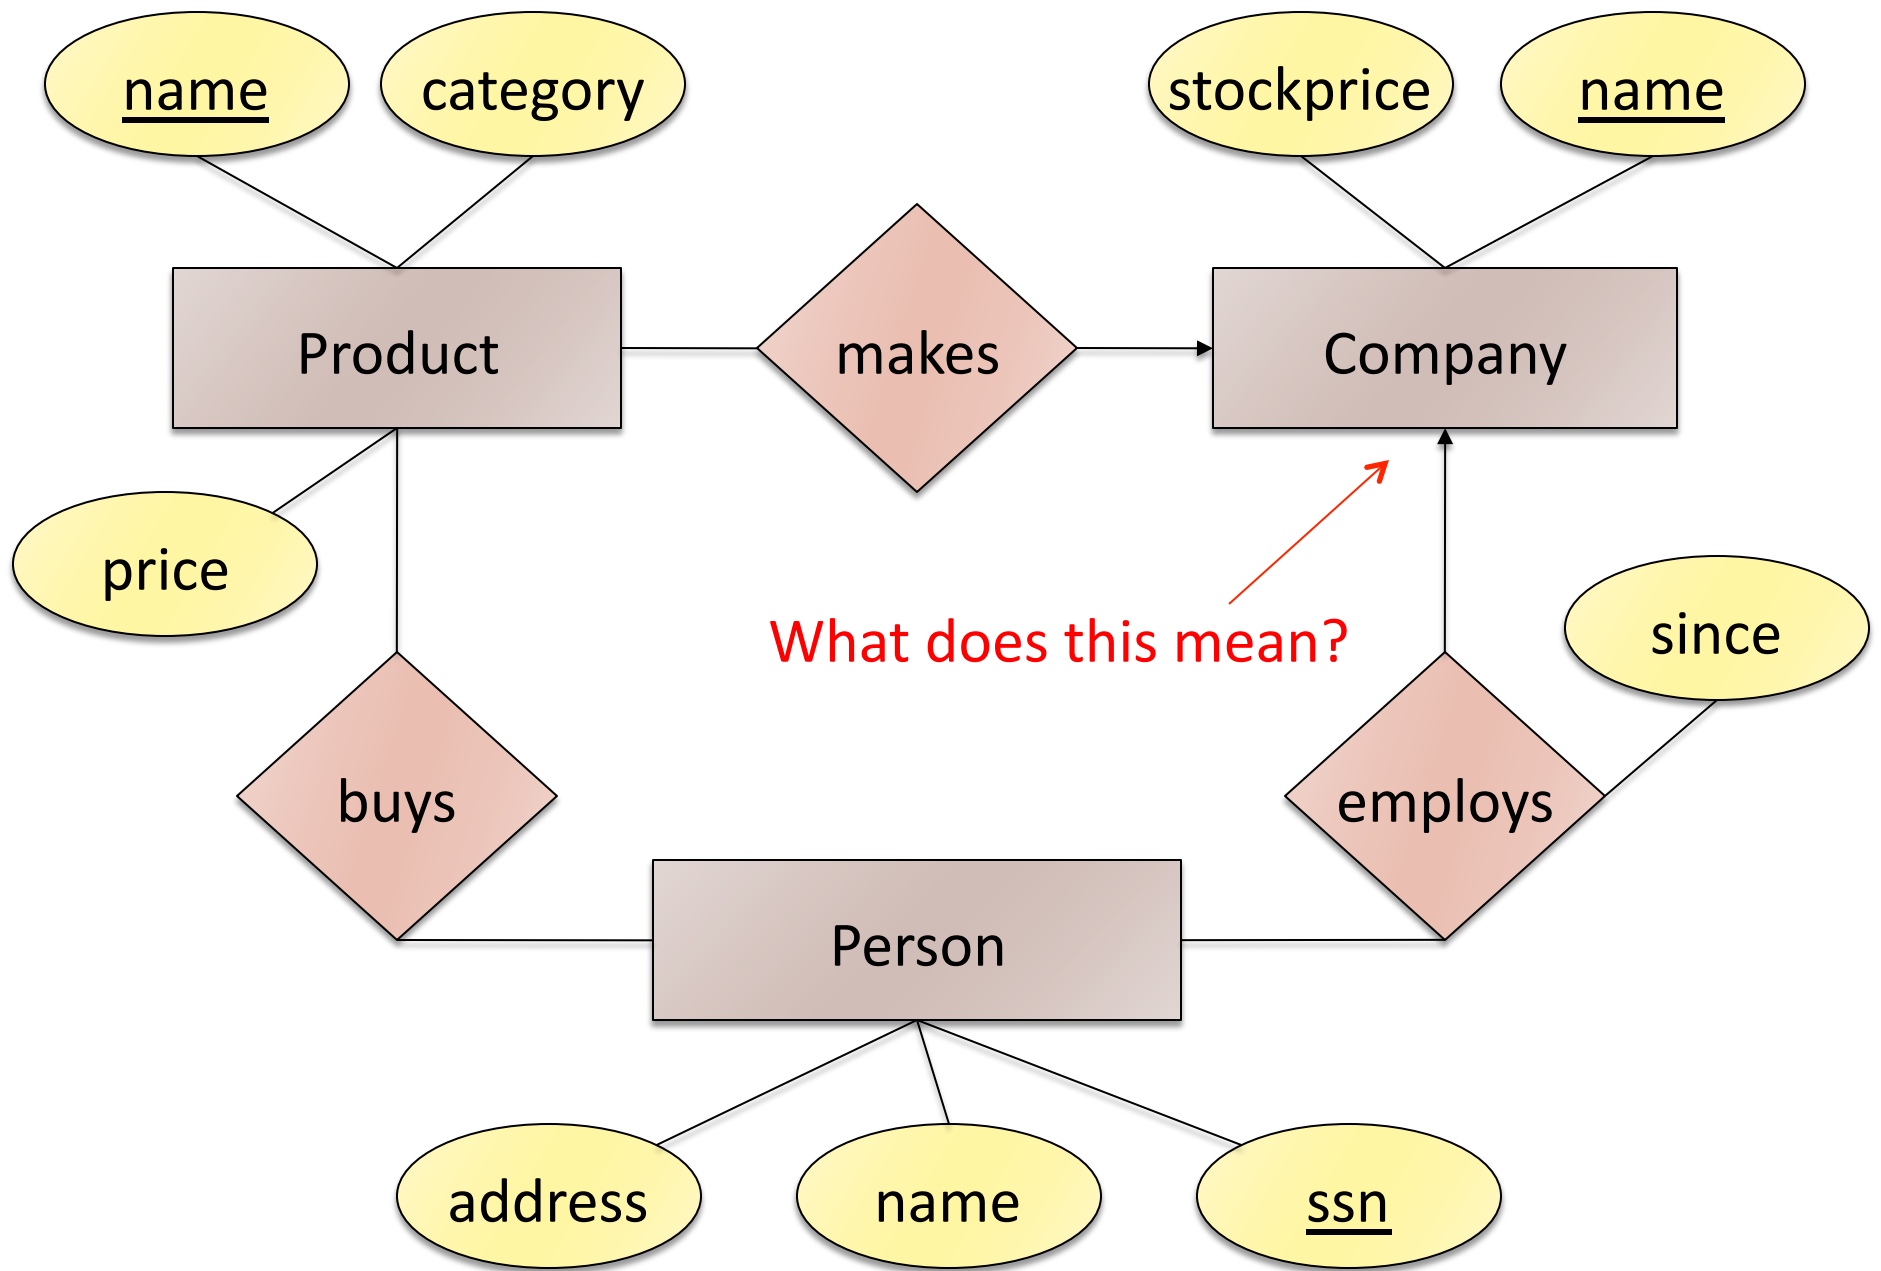 name
category
stockprice
name
Product
makes
Company
price
What does this mean?
since
buys
employs
Person
address
name
ssn